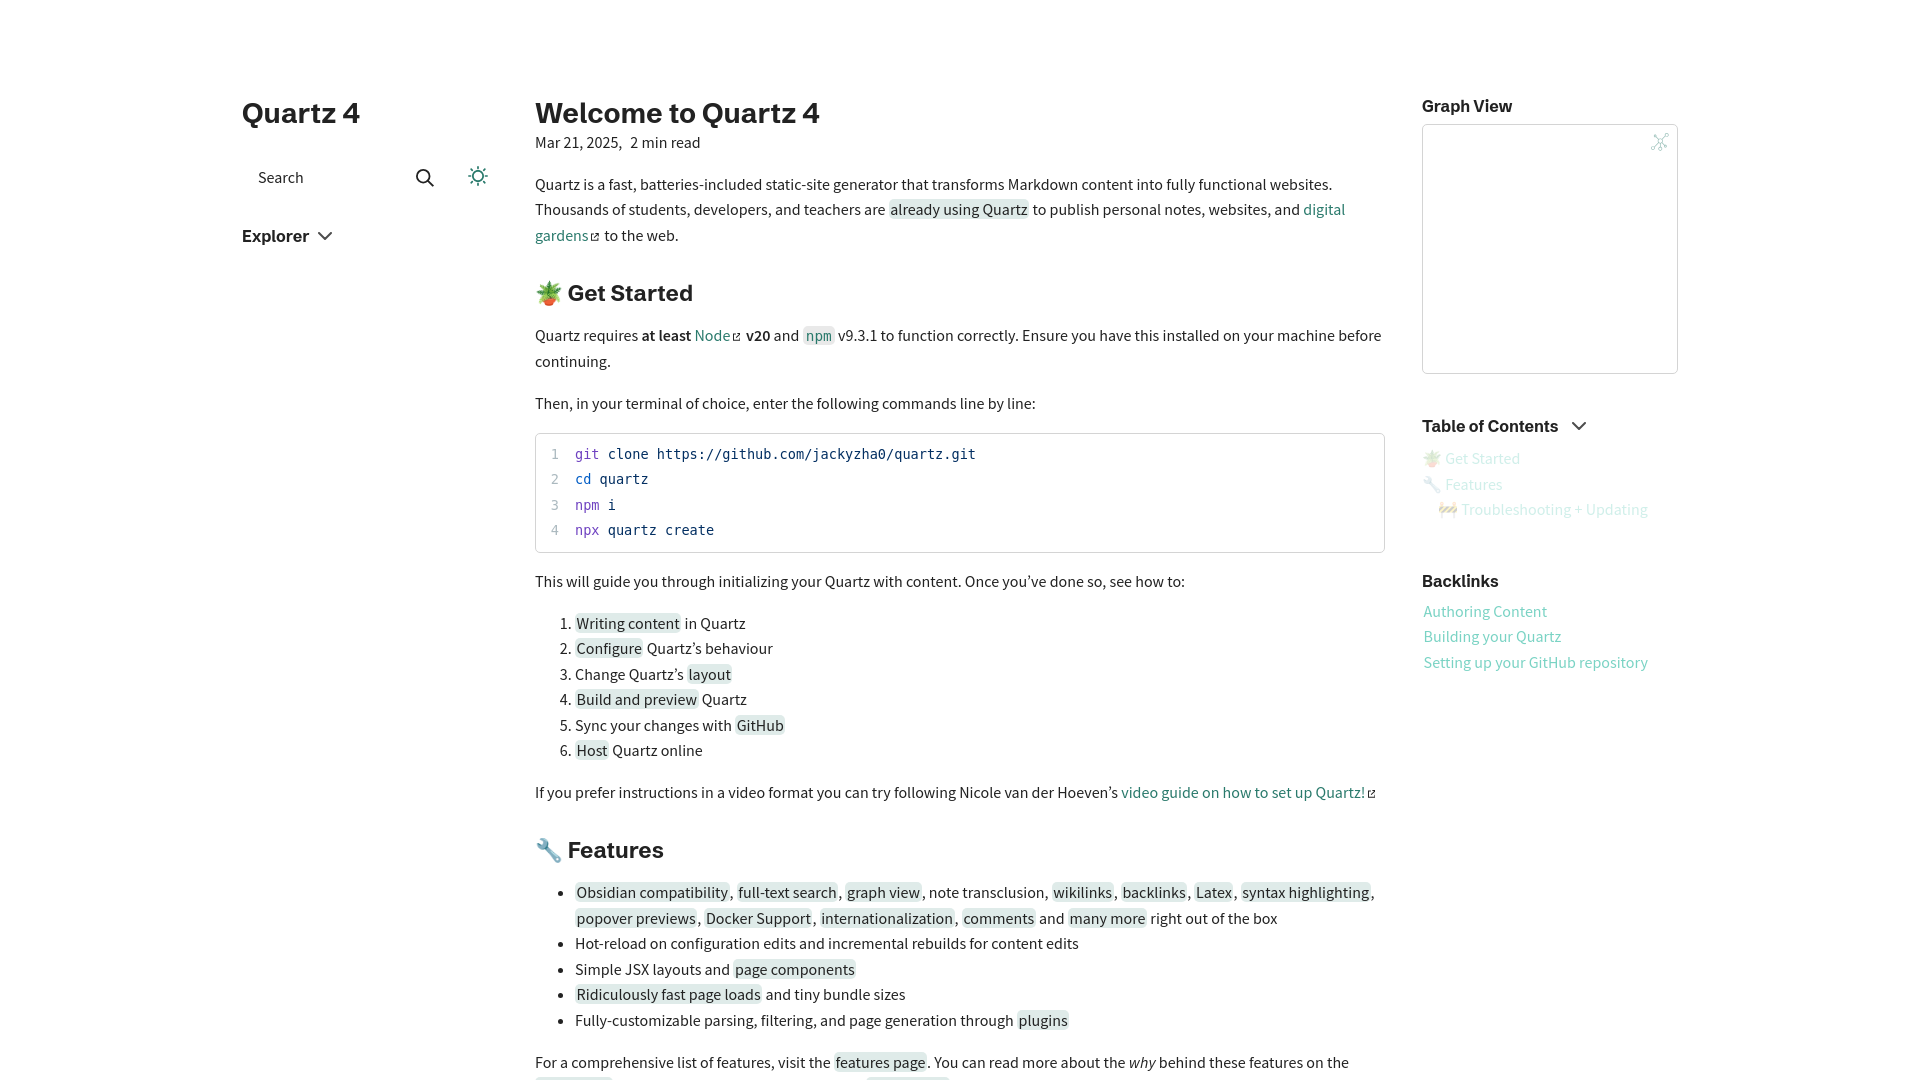 Quartz 4
Search
Explorer
Welcome to Quartz 4
Mar 21, 2025, 2 min read
Quartz is a fast, batteries-included static-site generator that transforms Markdown content into fully functional websites.
Thousands of students, developers, and teachers are already using Quartz to publish personal notes, websites, and digital
gardens to the web.
🪴 Get Started
Quartz requires at least Node v20 and npm v9.3.1 to function correctly. Ensure you have this installed on your machine before
continuing.
Then, in your terminal of choice, enter the following commands line by line:
1 git clone https://github.com/jackyzha0/quartz.git
2 cd quartz
3 npm i
4 npx quartz create
This will guide you through initializing your Quartz with content. Once you’ve done so, see how to:
1. Writing content in Quartz
2. Configure Quartz’s behaviour
3. Change Quartz’s layout
4. Build and preview Quartz
5. Sync your changes with GitHub
6. Host Quartz online
If you prefer instructions in a video format you can try following Nicole van der Hoeven’s video guide on how to set up Quartz!
🔧 Features
• Obsidian compatibility, full-text search, graph view, note transclusion, wikilinks, backlinks, Latex, syntax highlighting,
popover previews, Docker Support, internationalization, comments and many more right out of the box
• Hot-reload on configuration edits and incremental rebuilds for content edits
• Simple JSX layouts and page components
• Ridiculously fast page loads and tiny bundle sizes
• Fully-customizable parsing, filtering, and page generation through plugins
For a comprehensive list of features, visit the features page. You can read more about the why behind these features on the
Graph View
Table of Contents
🪴 Get Started
🔧 Features
🚧 Troubleshooting + Updating
Backlinks
Authoring Content
Building your Quartz
Setting up your GitHub repository